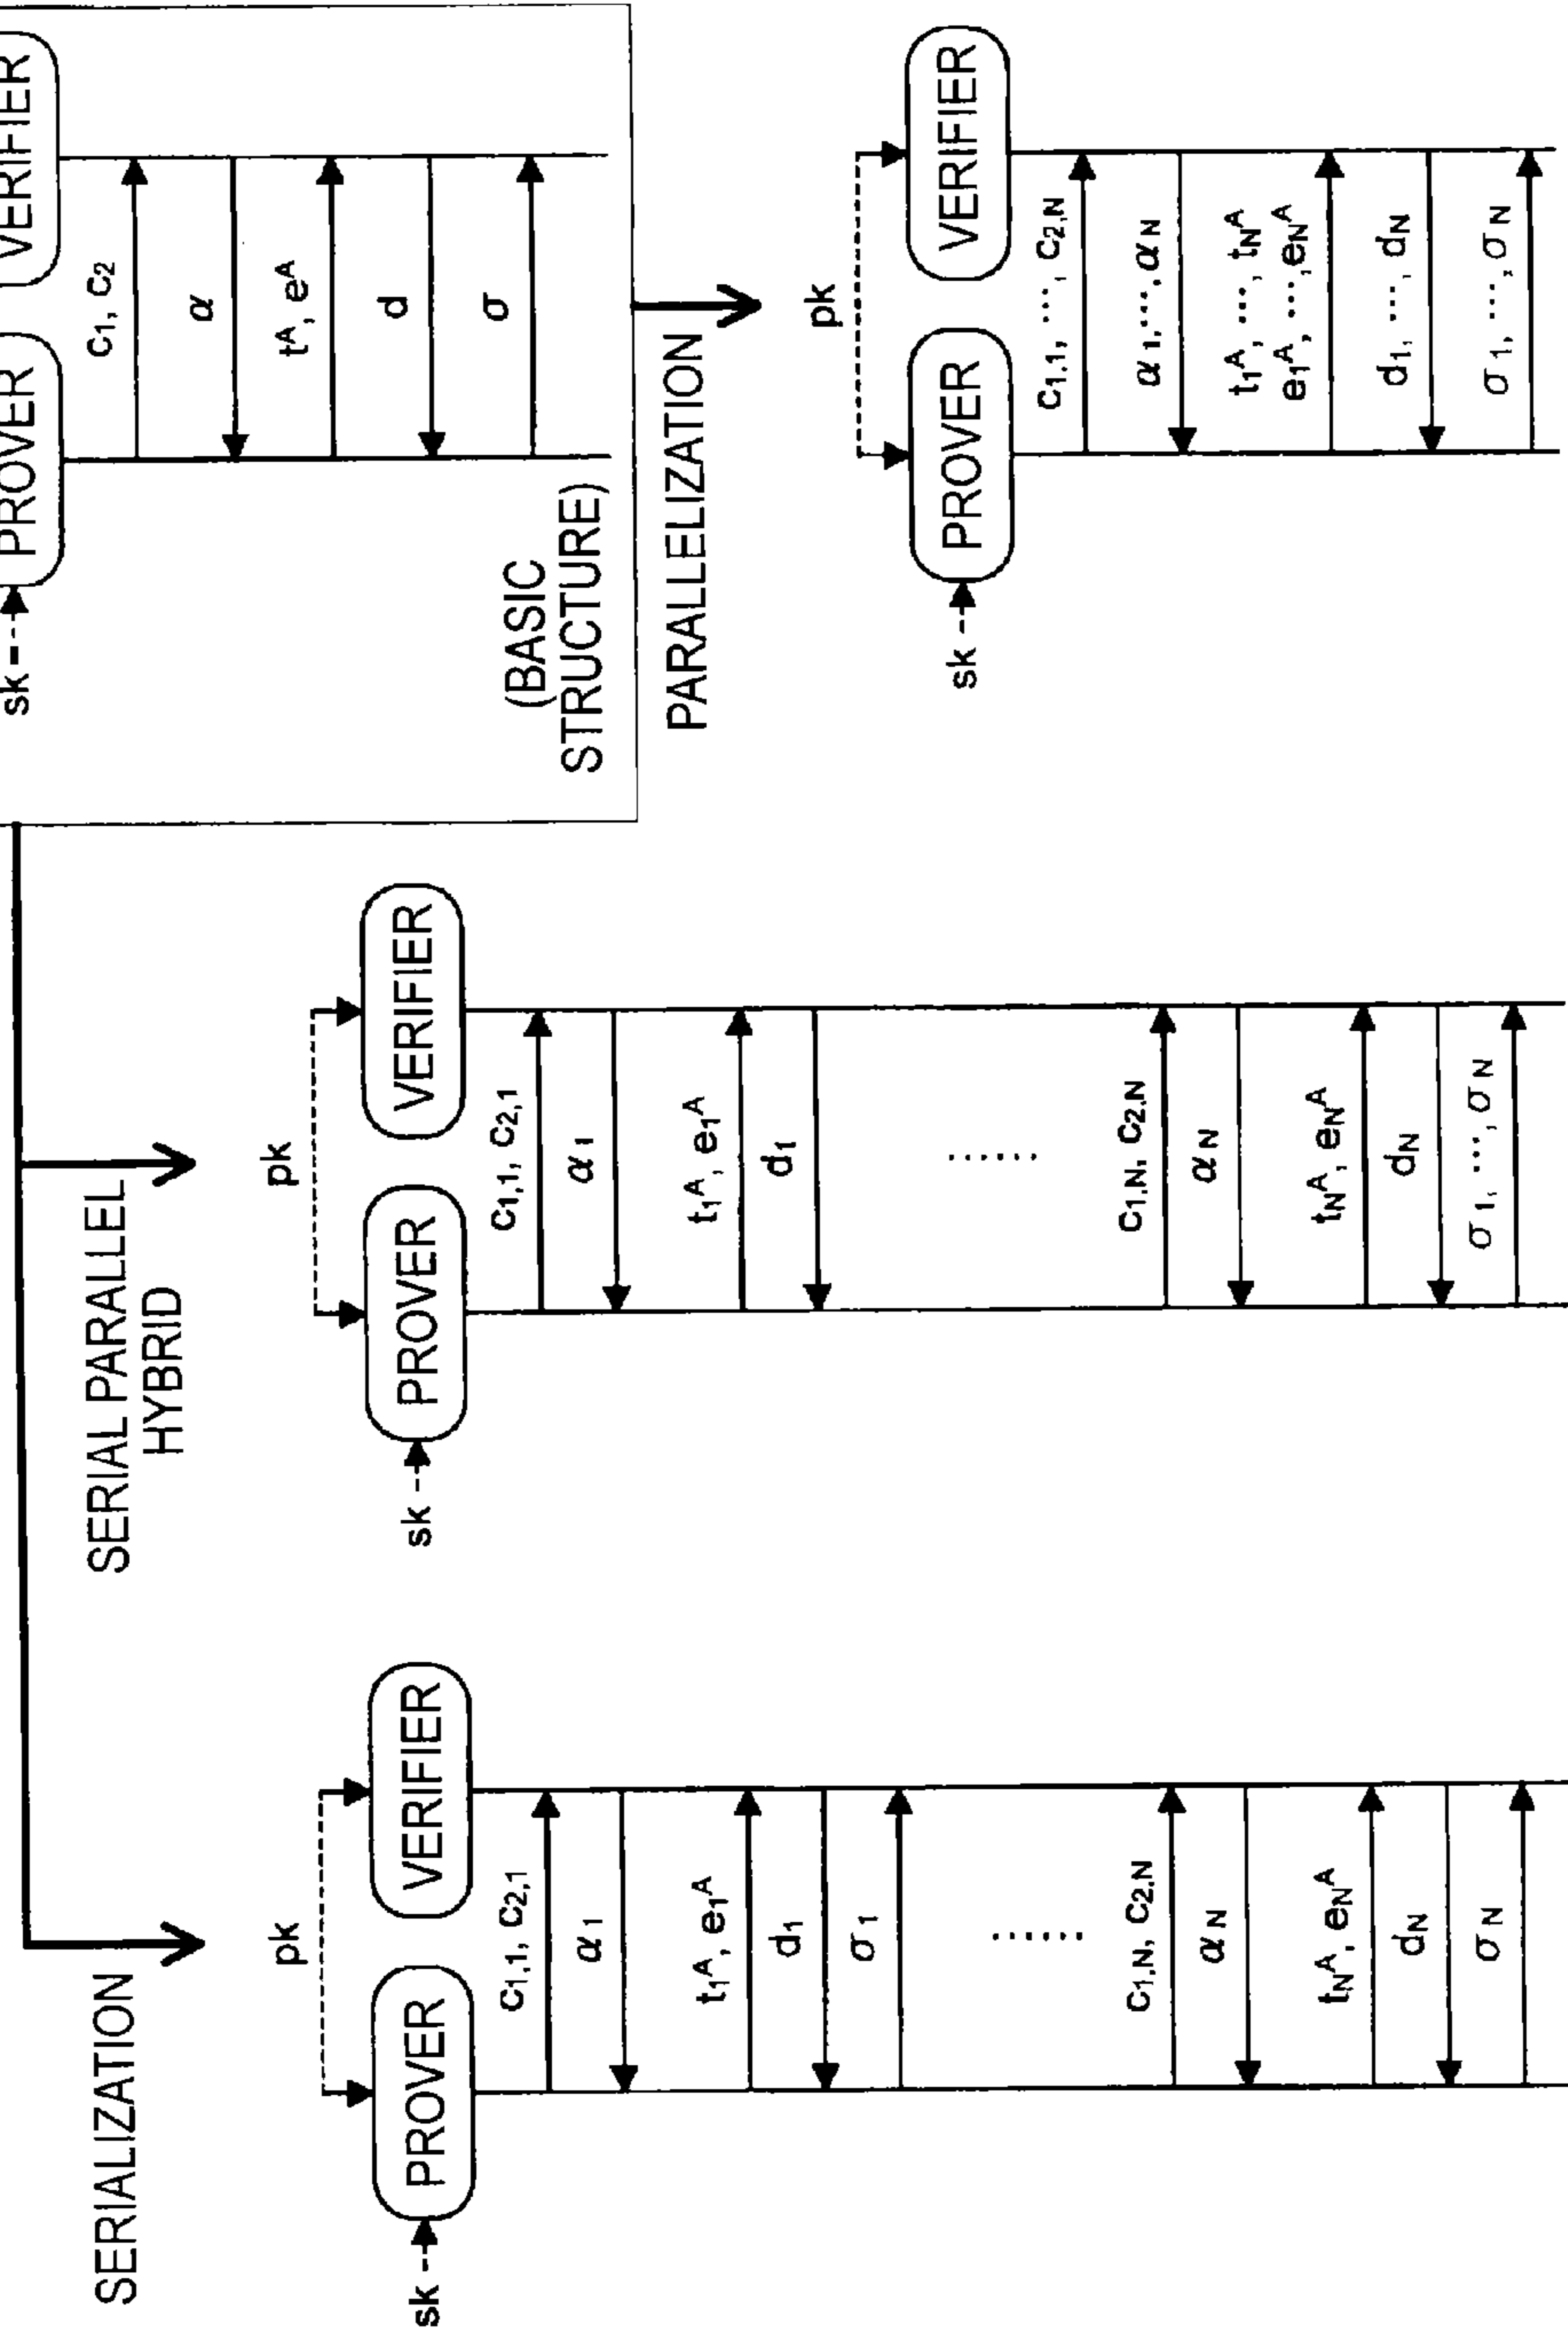 sk
PROVER
VERIFIER
c1, c2
α
tᴬ, eᴬ
d
σ
(BASIC
STRUCTURE)
SERIALIZATION
pk
sk
PROVER
VERIFIER
c1,1, c2,1
α1
t1ᴬ, e1ᴬ
d1
σ1
......
c1,N, c2,N
αN
tNᴬ, eNᴬ
dN
σN
SERIAL PARALLEL
HYBRID
pk
sk
PROVER
VERIFIER
c1,1, c2,1
α1
t1ᴬ, e1ᴬ
d1
......
c1,N, c2,N
αN
tNᴬ, eNᴬ
dN
σ1, ..., σN
PARALLELIZATION
pk
sk
PROVER
VERIFIER
c1,1, ..., c2,N
α1, ..., αN
t1ᴬ, ..., tNᴬ
e1ᴬ, ..., eNᴬ
d1, ..., dN
σ1, ..., σN